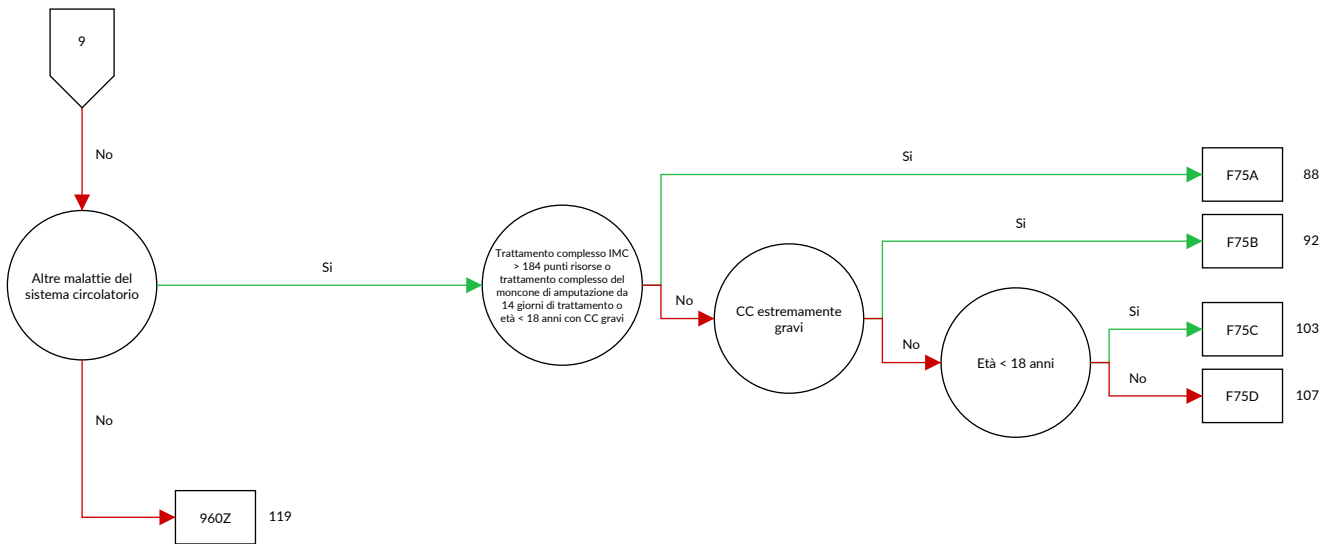 9
No
Altre malattie del
sistema circolatorio
Si
Trattamento complesso IMC
> 184 punti risorse o
trattamento complesso del
moncone di amputazione da
14 giorni di trattamento o
età < 18 anni con CC gravi
Si
F75A
88
No
CC estremamente
gravi
Si
F75B
92
No
Età < 18 anni
Si
F75C
103
No
F75D
107
No
960Z
119